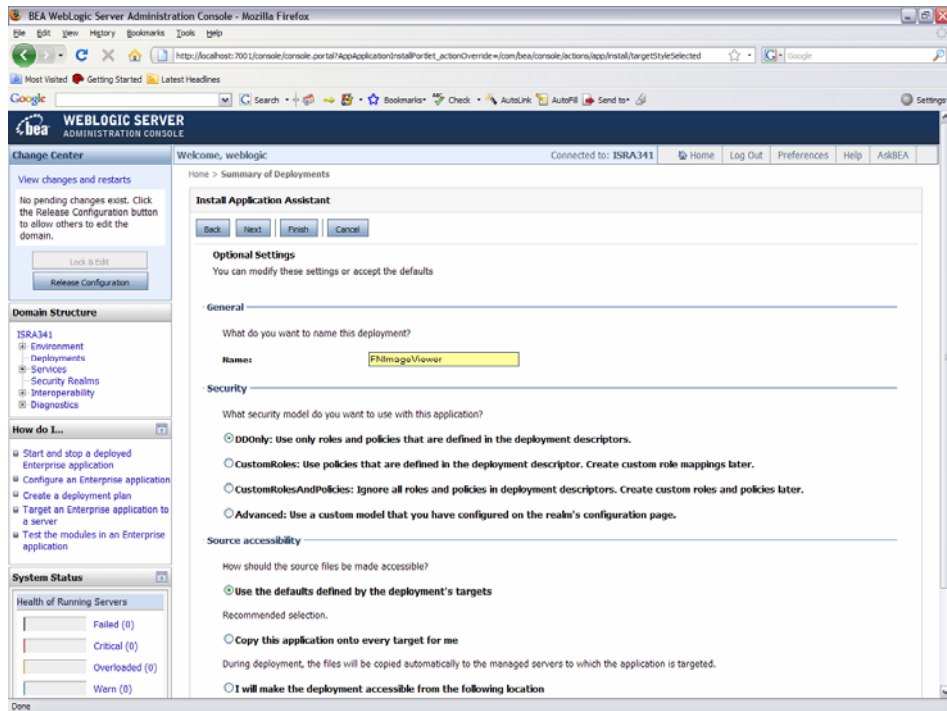 BEA WebLogic Server Administration Console - Mozilla Firefox
File Edit View History Bookmarks Tools Help
http://localhost:7001/console/console.portal?AppApplicationInstallPortlet_actionOverride=/com/bea/console/actions/app/install/targetStyleSelected
Google
Most Visited Getting Started Latest Headlines
Google Search Bookmarks Check AutoLink AutoFill Send to Settings
bea WEBLOGIC SERVER
ADMINISTRATION CONSOLE
Change Center
View changes and restarts
No pending changes exist. Click
the Release Configuration button
to allow others to edit the
domain.
Lock & Edit
Release Configuration
Domain Structure
ISRA341
Environment
Deployments
Services
Security Realms
Interoperability
Diagnostics
How do I...
Start and stop a deployed
Enterprise application
Configure an Enterprise application
Create a deployment plan
Target an Enterprise application to
a server
Test the modules in an Enterprise
application
System Status
Health of Running Servers
Failed (0)
Critical (0)
Overloaded (0)
Warn (0)
Welcome, weblogic Connected to: ISRA341 Home Log Out Preferences Help AskBEA
Home > Summary of Deployments
Install Application Assistant
Back Next Finish Cancel
Optional Settings
You can modify these settings or accept the defaults
General
What do you want to name this deployment?
Name: FNImageViewer
Security
What security model do you want to use with this application?
DDOnly: Use only roles and policies that are defined in the deployment descriptors.
CustomRoles: Use policies that are defined in the deployment descriptor. Create custom role mappings later.
CustomRolesAndPolicies: Ignore all roles and policies in deployment descriptors. Create custom roles and policies later.
Advanced: Use a custom model that you have configured on the realm's configuration page.
Source accessibility
How should the source files be made accessible?
Use the defaults defined by the deployment's targets
Recommended selection.
Copy this application onto every target for me
During deployment, the files will be copied automatically to the managed servers to which the application is targeted.
I will make the deployment accessible from the following location
Done